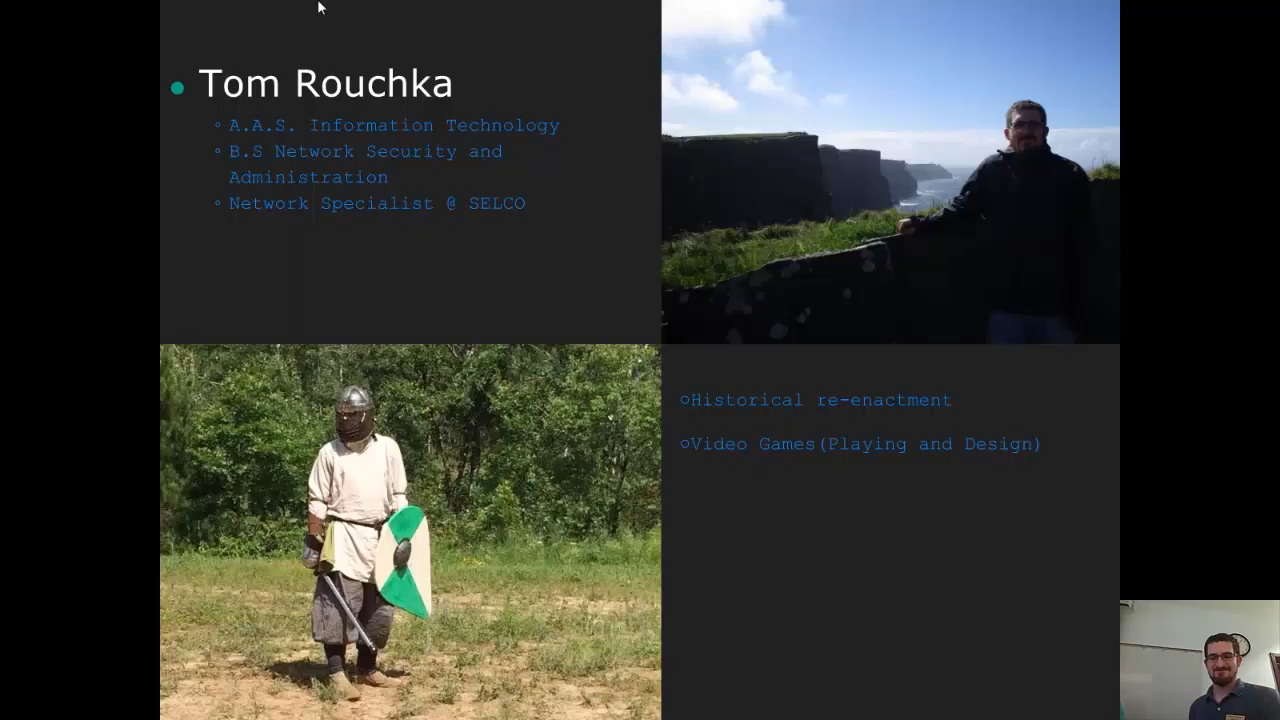 Tom Rouchka
A.A.S. Information Technology
B.S Network Security and
Administration
Network Specialist @ SELCO
Historical re-enactment
Video Games(Playing and Design)